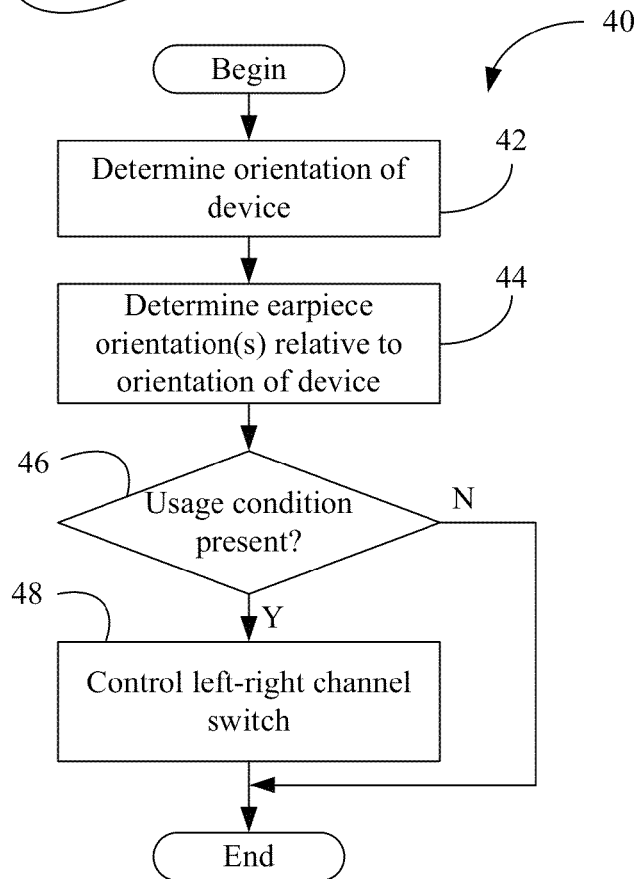 40
Begin
42
Determine orientation of
device
44
Determine earpiece
orientation(s) relative to
orientation of device
46
Usage condition
present?
N
Y
48
Control left-right channel
switch
End